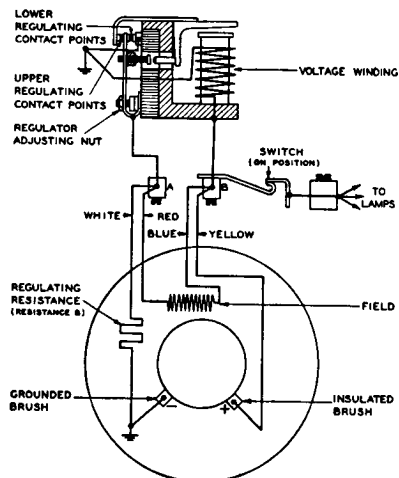 LOWER
REGULATING
CONTACT POINTS
UPPER
REGULATING
CONTACT POINTS
REGULATOR
ADJUSTING NUT
VOLTAGE WINDING
SWITCH
(ON POSITION)
TO
LAMPS
A
B
WHITE
RED
BLUE
YELLOW
REGULATING
RESISTANCE
(RESISTANCE B)
FIELD
GROUNDED
BRUSH
INSULATED
BRUSH
-
+